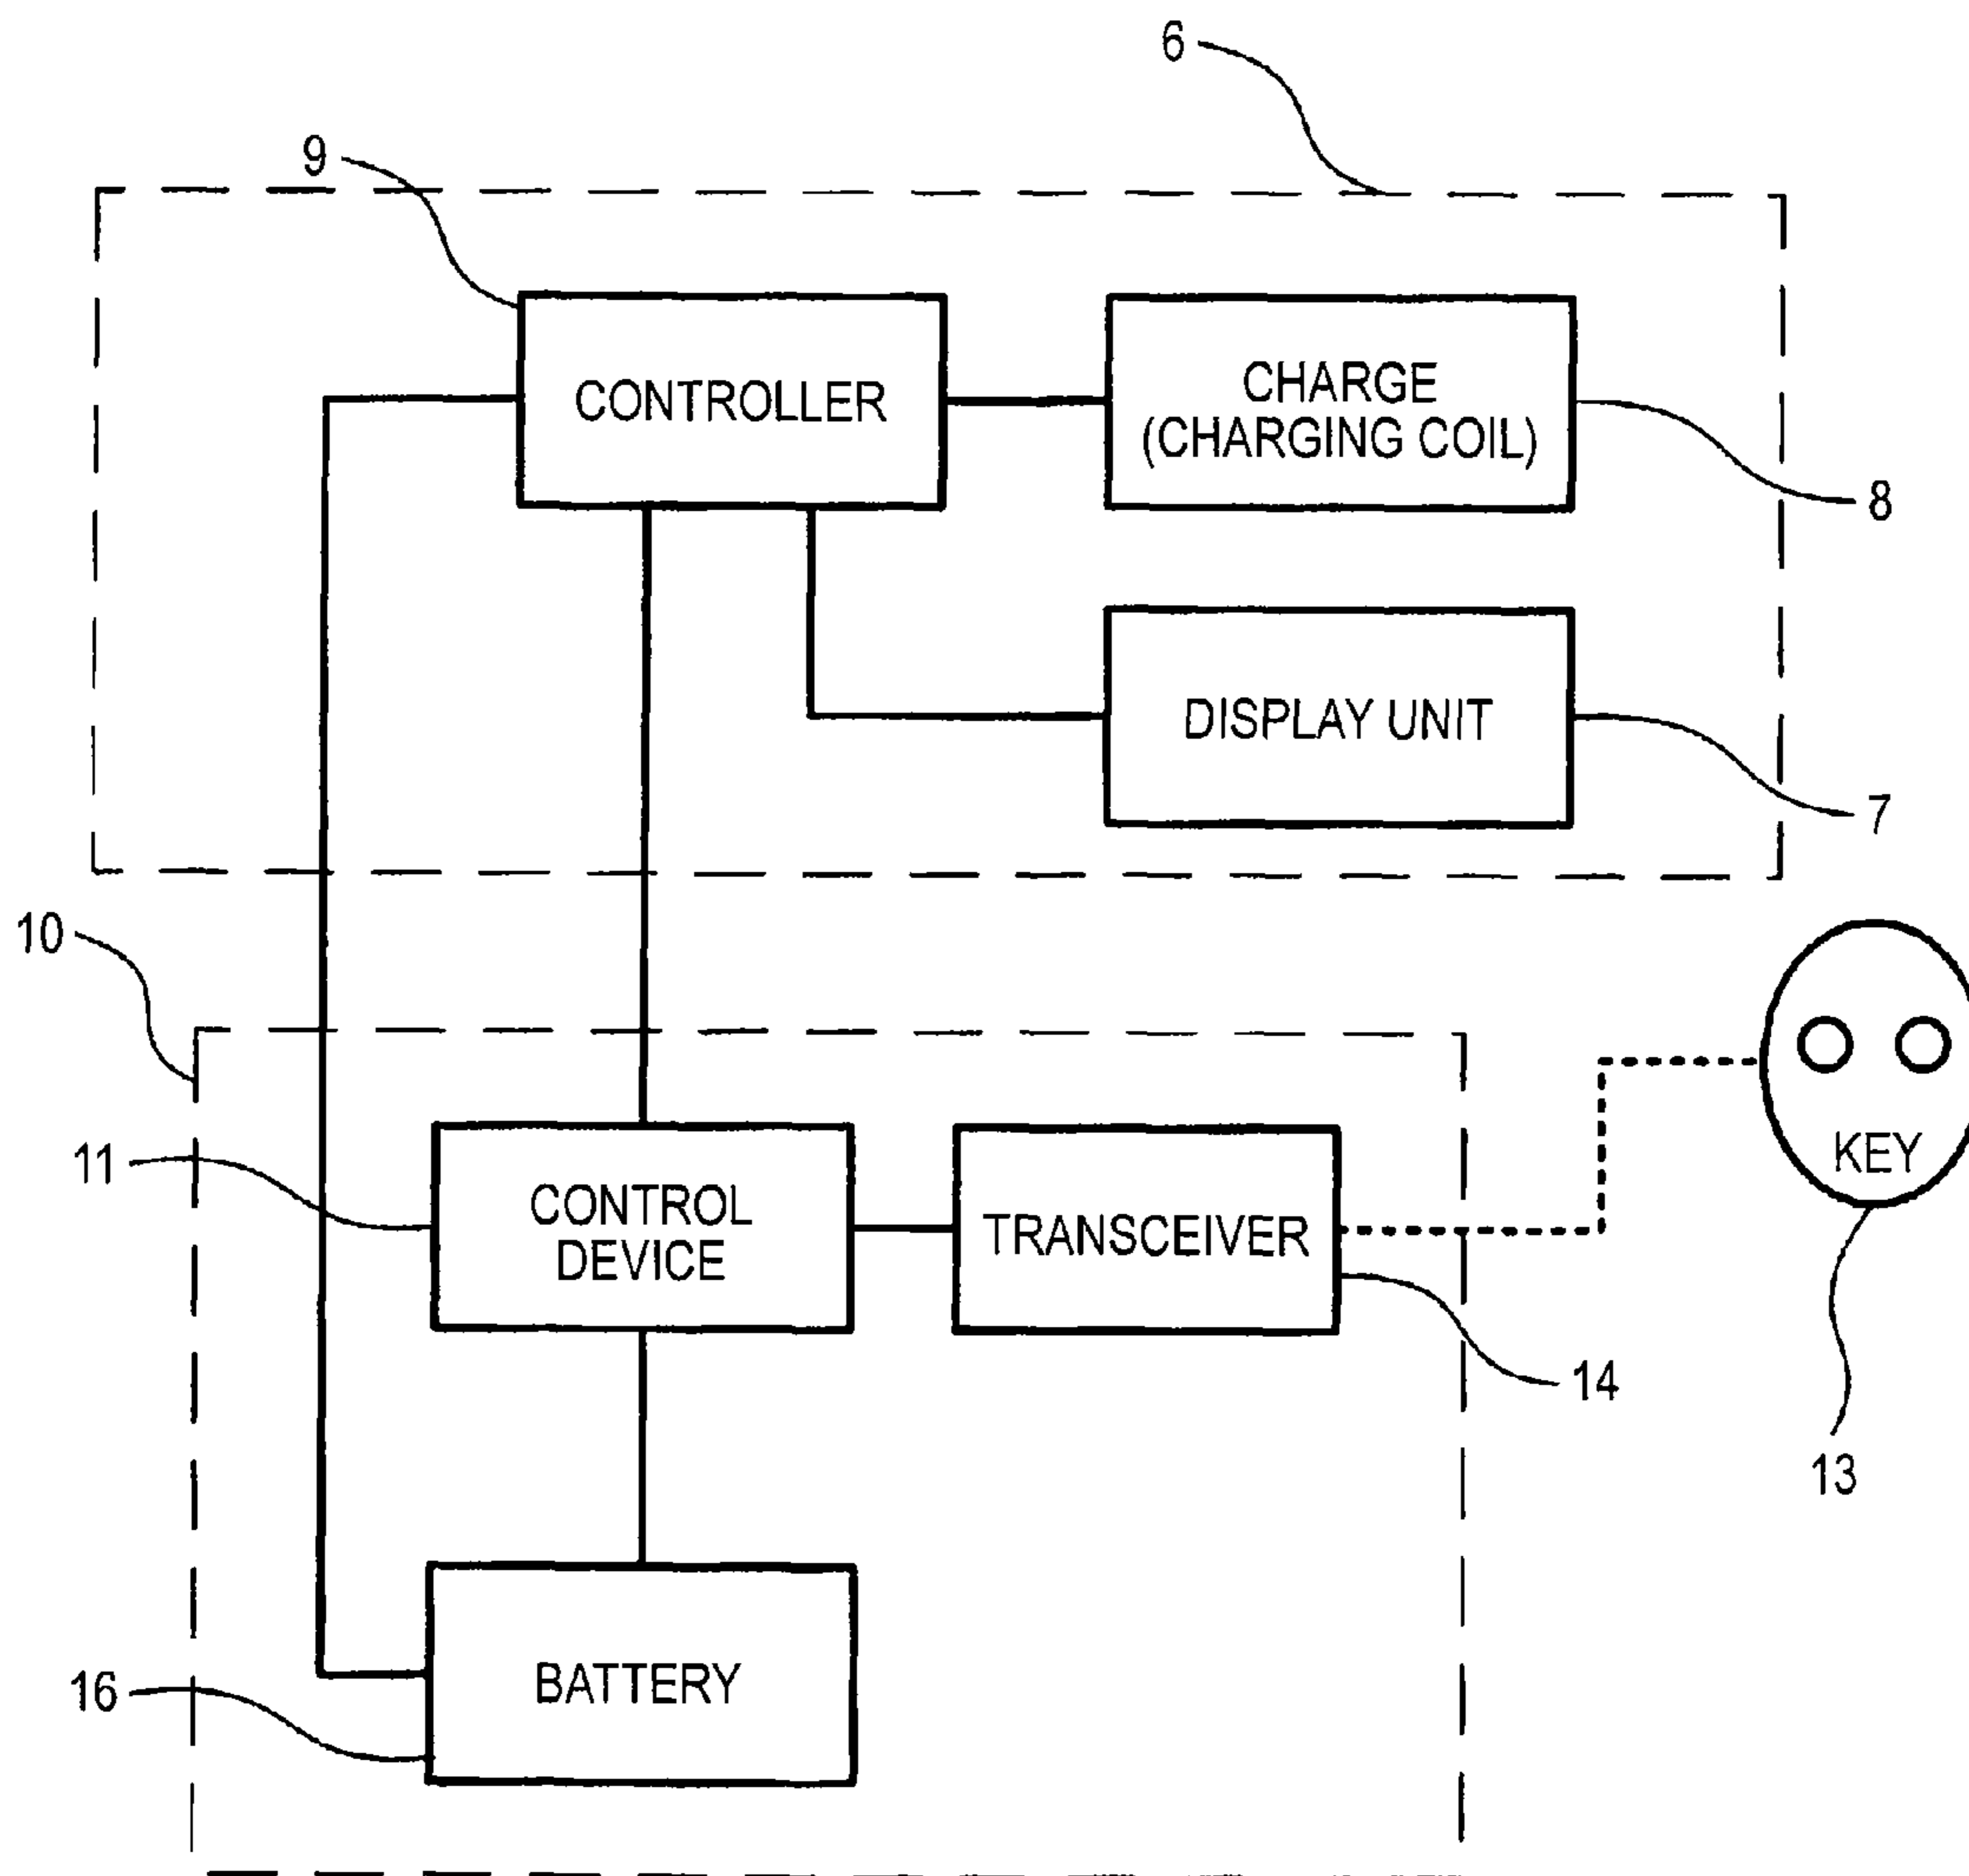 6
9
CONTROLLER
CHARGE
(CHARGING COIL)
8
DISPLAY UNIT
7
10
KEY
11
CONTROL
DEVICE
TRANSCEIVER
14
13
16
BATTERY